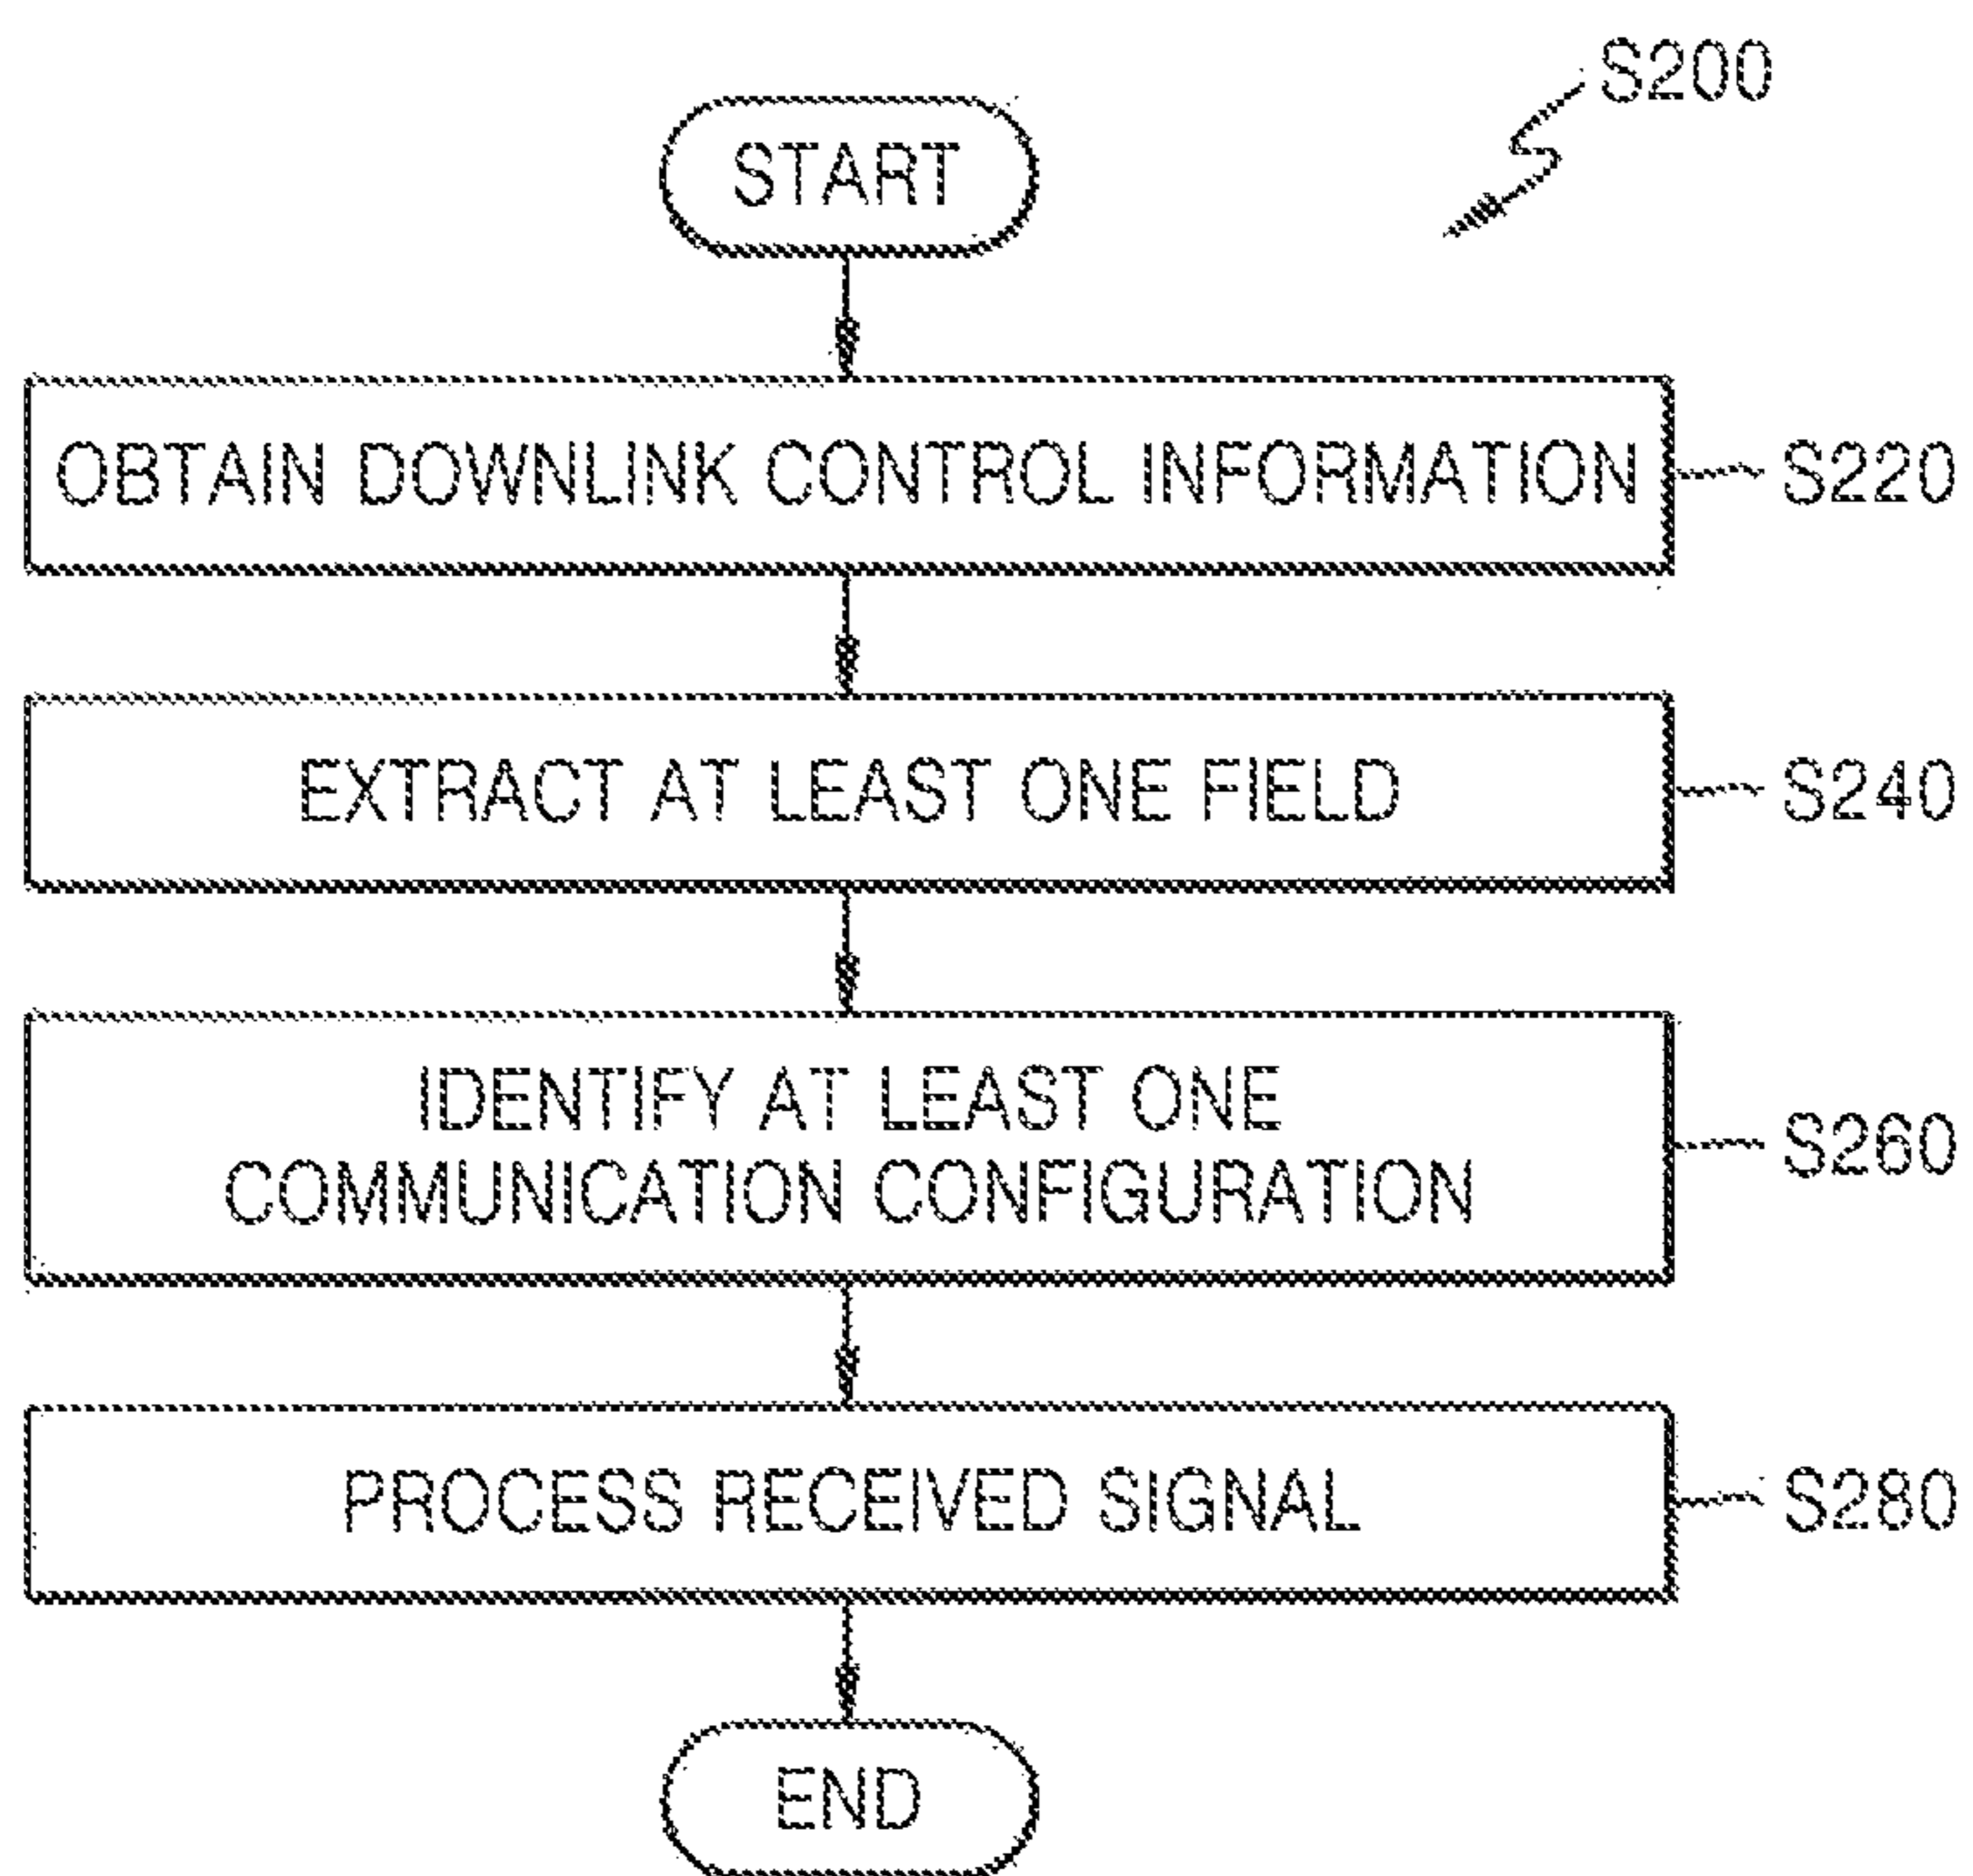 S200
START
OBTAIN DOWNLINK CONTROL INFORMATION
S220
EXTRACT AT LEAST ONE FIELD
S240
IDENTIFY AT LEAST ONE
COMMUNICATION CONFIGURATION
S260
PROCESS RECEIVED SIGNAL
S280
END